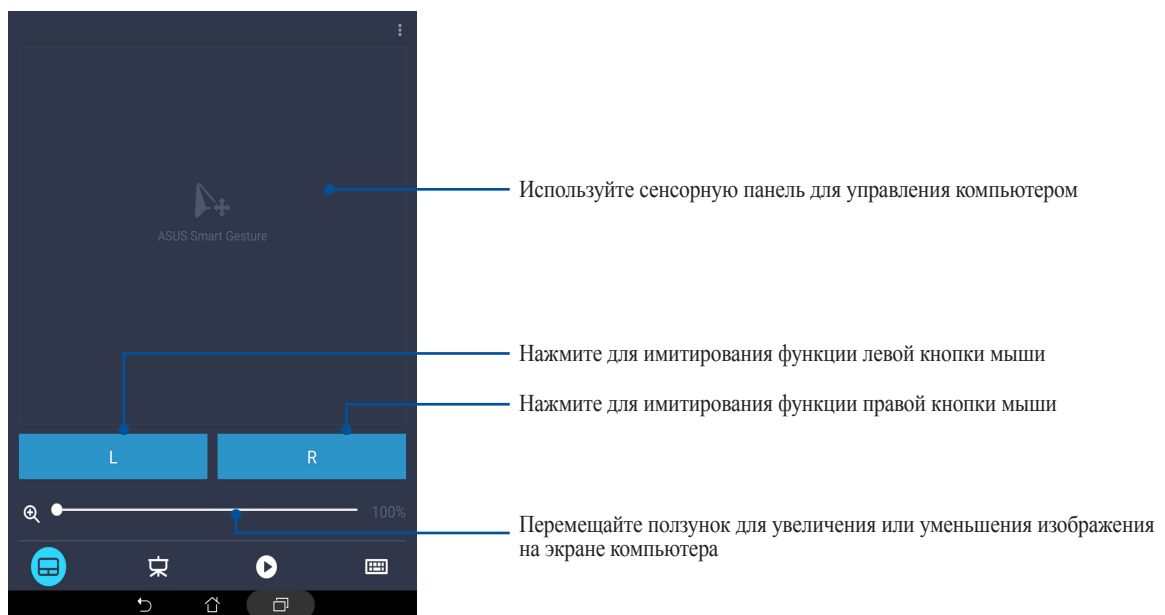 ASUS Smart Gesture
Используйте сенсорную панель для управления компьютером
Нажмите для имитирования функции левой кнопки мыши
Нажмите для имитирования функции правой кнопки мыши
L
R
100%
Перемещайте ползунок для увеличения или уменьшения изображения
на экране компьютера